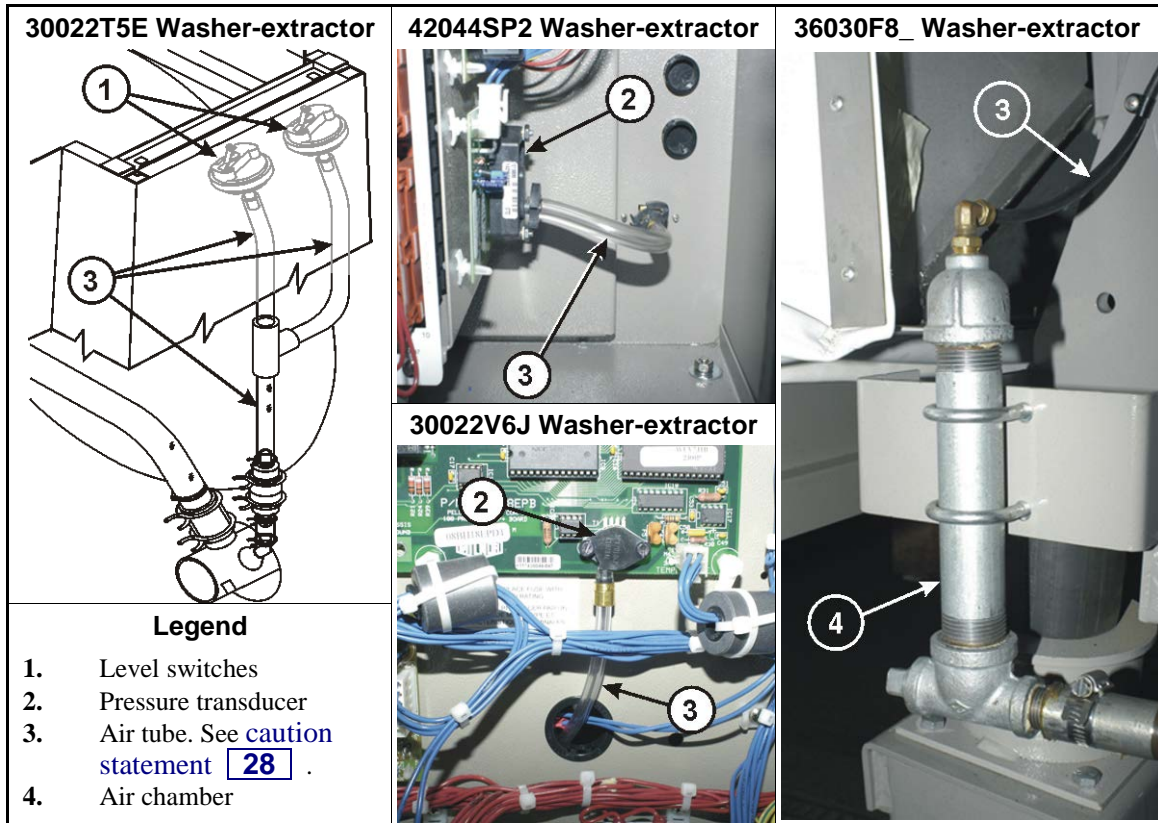 30022T5E Washer-extractor
1
3
Legend
1. Level switches
2. Pressure transducer
3. Air tube. See caution
statement 28 .
4. Air chamber
42044SP2 Washer-extractor
2
3
30022V6J Washer-extractor
2
3
36030F8_ Washer-extractor
3
4